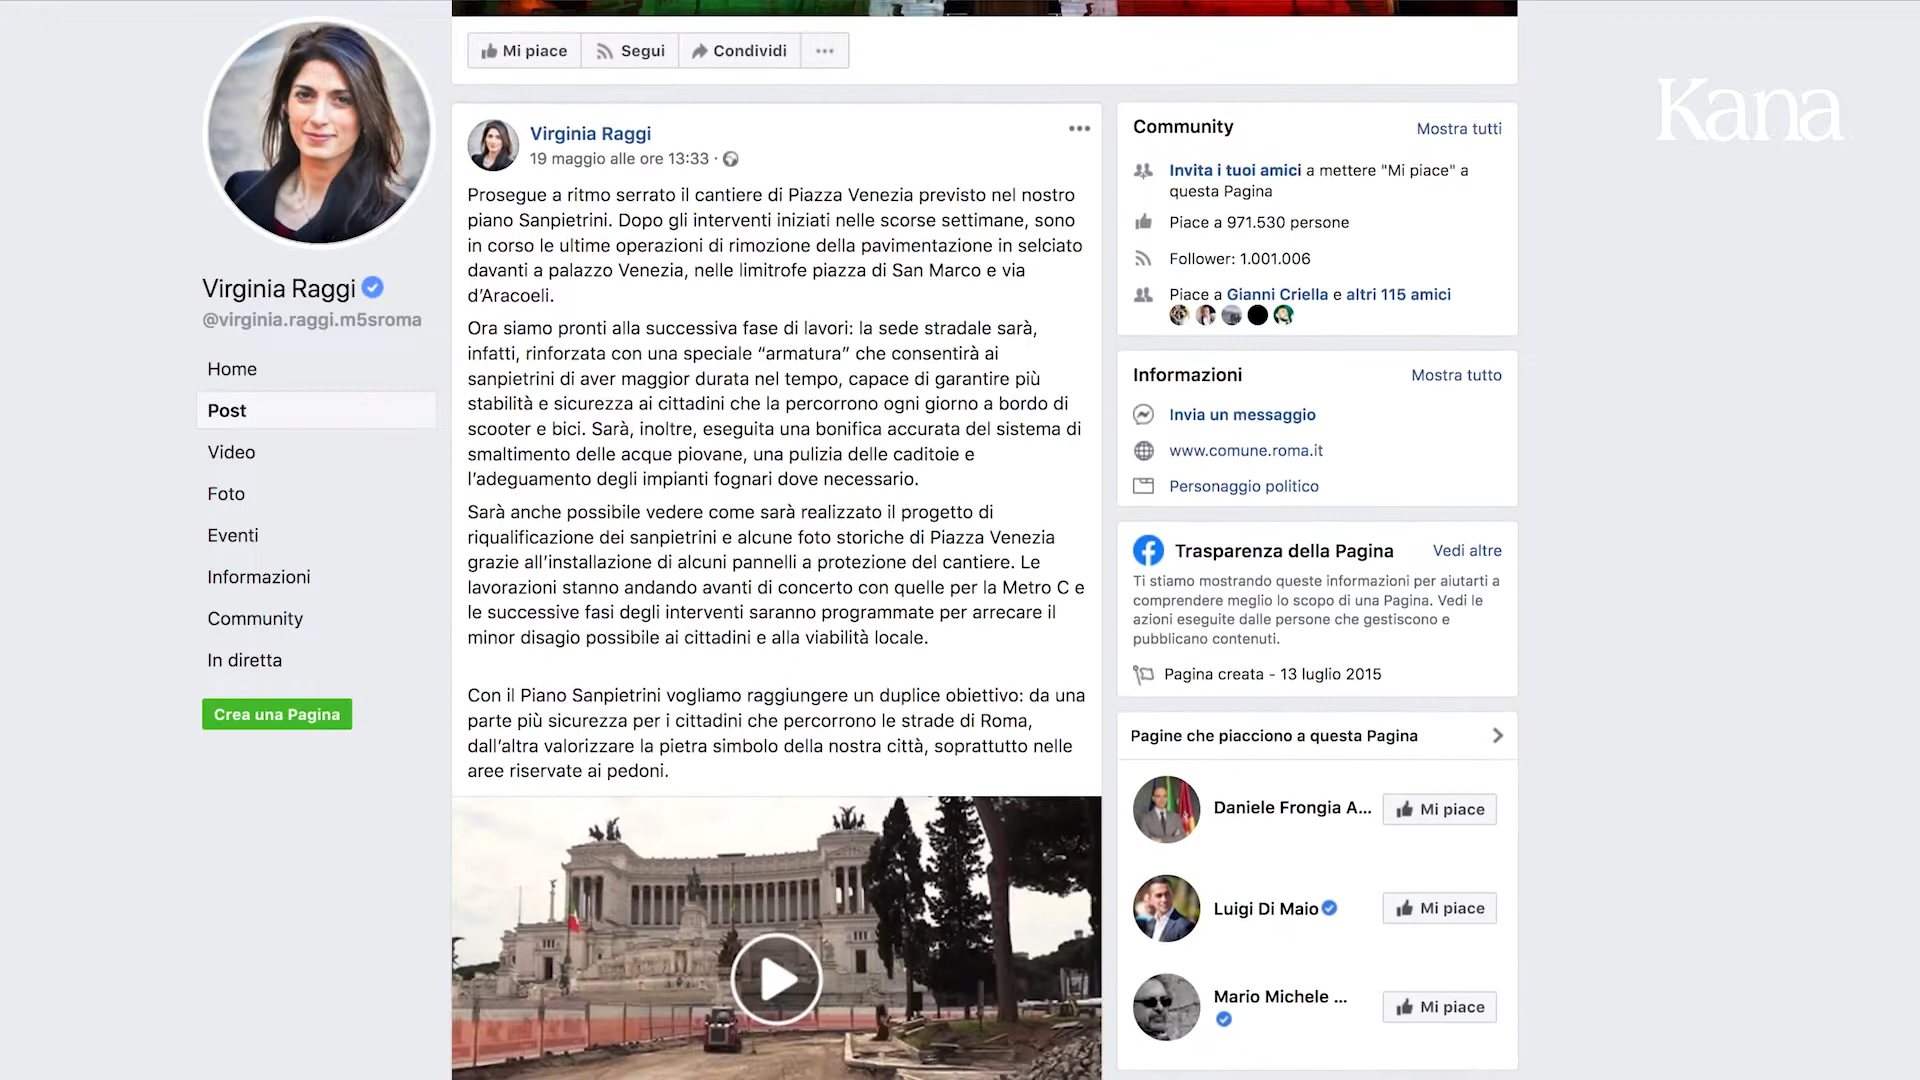 Mi piace
Segui
Condividi
Kana
Virginia Raggi
@virginia.raggi.m5sroma
Home
Post
Video
Foto
Eventi
Informazioni
Community
In diretta
Crea una Pagina
Virginia Raggi
19 maggio alle ore 13:33 ·
Prosegue a ritmo serrato il cantiere di Piazza Venezia previsto nel nostro
piano Sanpietrini. Dopo gli interventi iniziati nelle scorse settimane, sono
in corso le ultime operazioni di rimozione della pavimentazione in selciato
davanti a palazzo Venezia, nelle limitrofe piazza di San Marco e via
d’Aracoeli.
Ora siamo pronti alla successiva fase di lavori: la sede stradale sarà,
infatti, rinforzata con una speciale “armatura” che consentirà ai
sanpietrini di aver maggior durata nel tempo, capace di garantire più
stabilità e sicurezza ai cittadini che la percorrono ogni giorno a bordo di
scooter e bici. Sarà, inoltre, eseguita una bonifica accurata del sistema di
smaltimento delle acque piovane, una pulizia delle caditoie e
l’adeguamento degli impianti fognari dove necessario.
Sarà anche possibile vedere come sarà realizzato il progetto di
riqualificazione dei sanpietrini e alcune foto storiche di Piazza Venezia
grazie all’installazione di alcuni pannelli a protezione del cantiere. Le
lavorazioni stanno andando avanti di concerto con quelle per la Metro C e
le successive fasi degli interventi saranno programmate per arrecare il
minor disagio possibile ai cittadini e alla viabilità locale.
Con il Piano Sanpietrini vogliamo raggiungere un duplice obiettivo: da una
parte più sicurezza per i cittadini che percorrono le strade di Roma,
dall’altra valorizzare la pietra simbolo della nostra città, soprattutto nelle
aree riservate ai pedoni.
Community
Mostra tutti
Invita i tuoi amici a mettere "Mi piace" a
questa Pagina
Piace a 971.530 persone
Follower: 1.001.006
Piace a Gianni Criella e altri 115 amici
Informazioni
Mostra tutto
Invia un messaggio
www.comune.roma.it
Personaggio politico
Trasparenza della Pagina
Vedi altre
Ti stiamo mostrando queste informazioni per aiutarti a
comprendere meglio lo scopo di una Pagina. Vedi le
azioni eseguite dalle persone che gestiscono e
pubblicano contenuti.
Pagina creata - 13 luglio 2015
Pagine che piacciono a questa Pagina
Daniele Frongia A...
Mi piace
Luigi Di Maio
Mi piace
Mario Michele ...
Mi piace